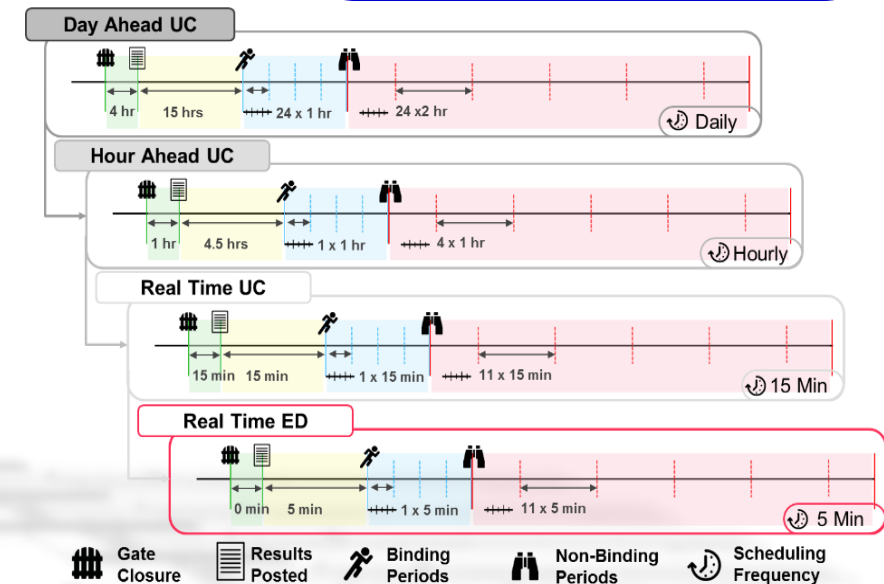 Day Ahead UC
4 hr
15 hrs
24 x 1 hr
24 x2 hr
Daily
Hour Ahead UC
1 hr
4.5 hrs
1 x 1 hr
4 x 1 hr
Hourly
Real Time UC
15 min
15 min
1 x 15 min
11 x 15 min
15 Min
Real Time ED
0 min
5 min
1 x 5 min
11 x 5 min
5 Min
Gate
Closure
Results
Posted
Binding
Periods
Non-Binding
Periods
Scheduling
Frequency